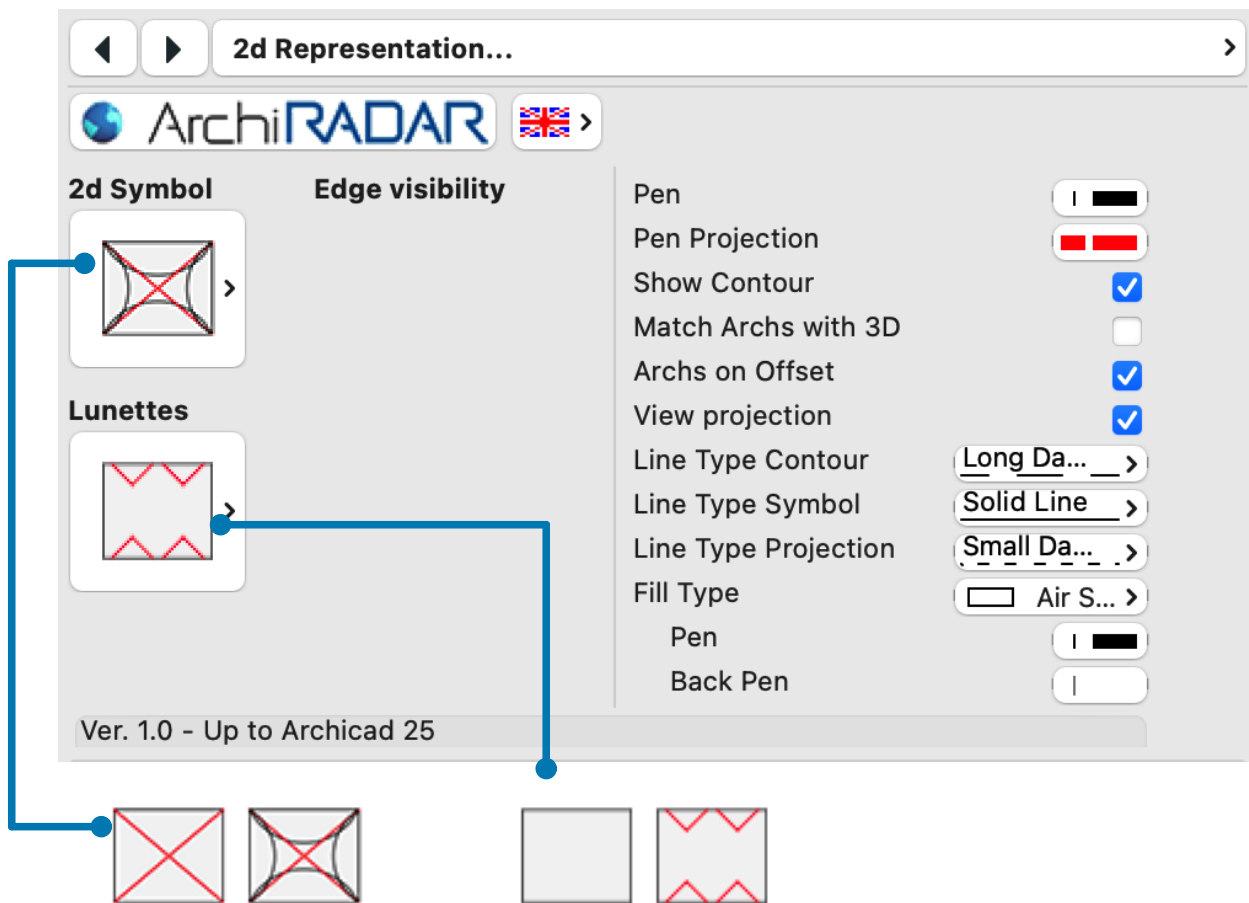 2d Representation...
ArchiRADAR
2d Symbol
Edge visibility
Lunettes
Pen
Pen Projection
Show Contour
Match Archs with 3D
Archs on Offset
View projection
Line Type Contour Long Da...
Line Type Symbol Solid Line
Line Type Projection Small Da...
Fill Type Air S...
Pen
Back Pen
Ver. 1.0 - Up to Archicad 25